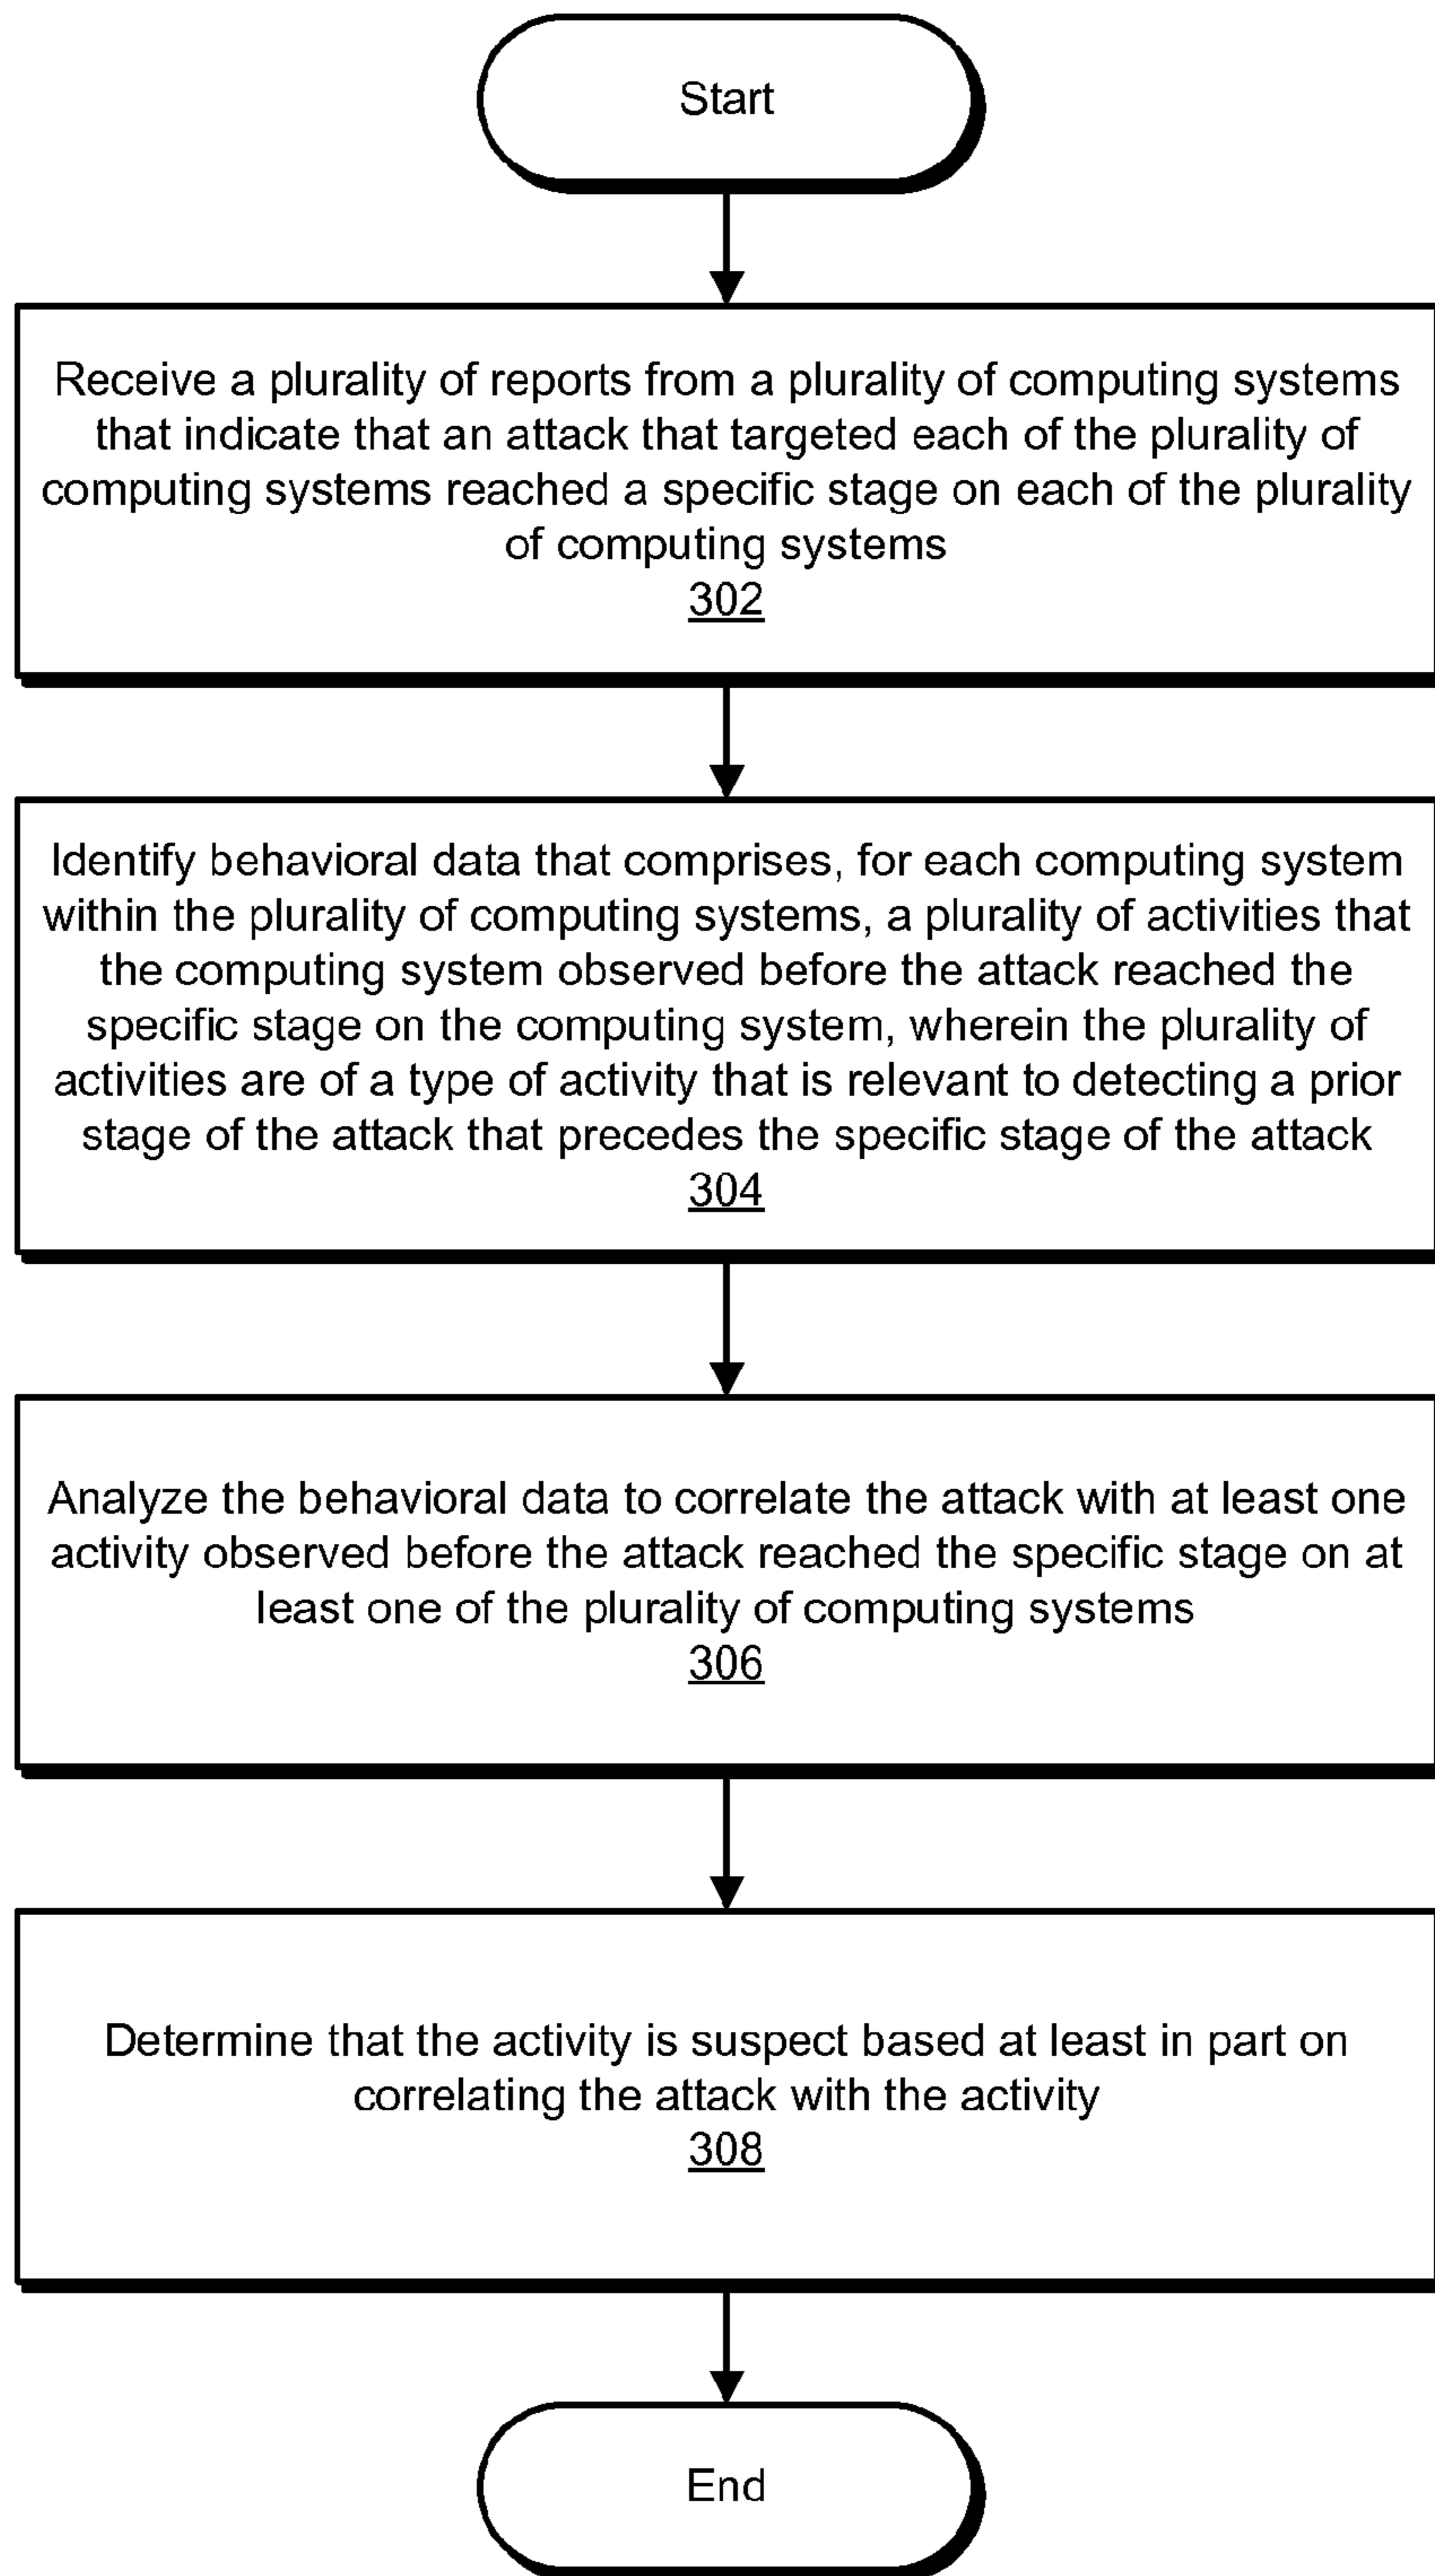 Start
Receive a plurality of reports from a plurality of computing systems
that indicate that an attack that targeted each of the plurality of
computing systems reached a specific stage on each of the plurality
of computing systems
302
Identify behavioral data that comprises, for each computing system
within the plurality of computing systems, a plurality of activities that
the computing system observed before the attack reached the
specific stage on the computing system, wherein the plurality of
activities are of a type of activity that is relevant to detecting a prior
stage of the attack that precedes the specific stage of the attack
304
Analyze the behavioral data to correlate the attack with at least one
activity observed before the attack reached the specific stage on at
least one of the plurality of computing systems
306
Determine that the activity is suspect based at least in part on
correlating the attack with the activity
308
End